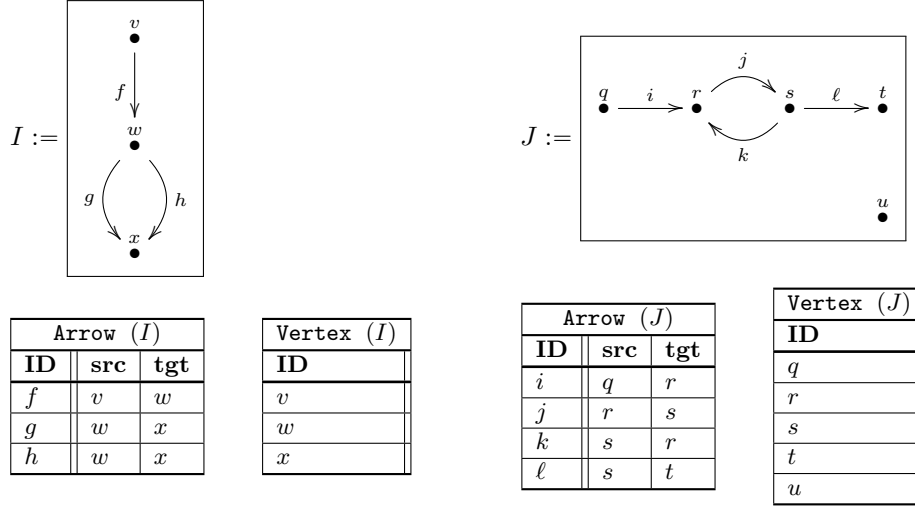 I :=
v
f
w
g h
x
J :=
j
q r s t
i ℓ
k
u
Arrow (I)
ID src tgt
f v w
g w x
h w x
Vertex (I)
ID
v
w
x
Arrow (J)
ID src tgt
i q r
j r s
k s r
ℓ s t
Vertex (J)
ID
q
r
s
t
u